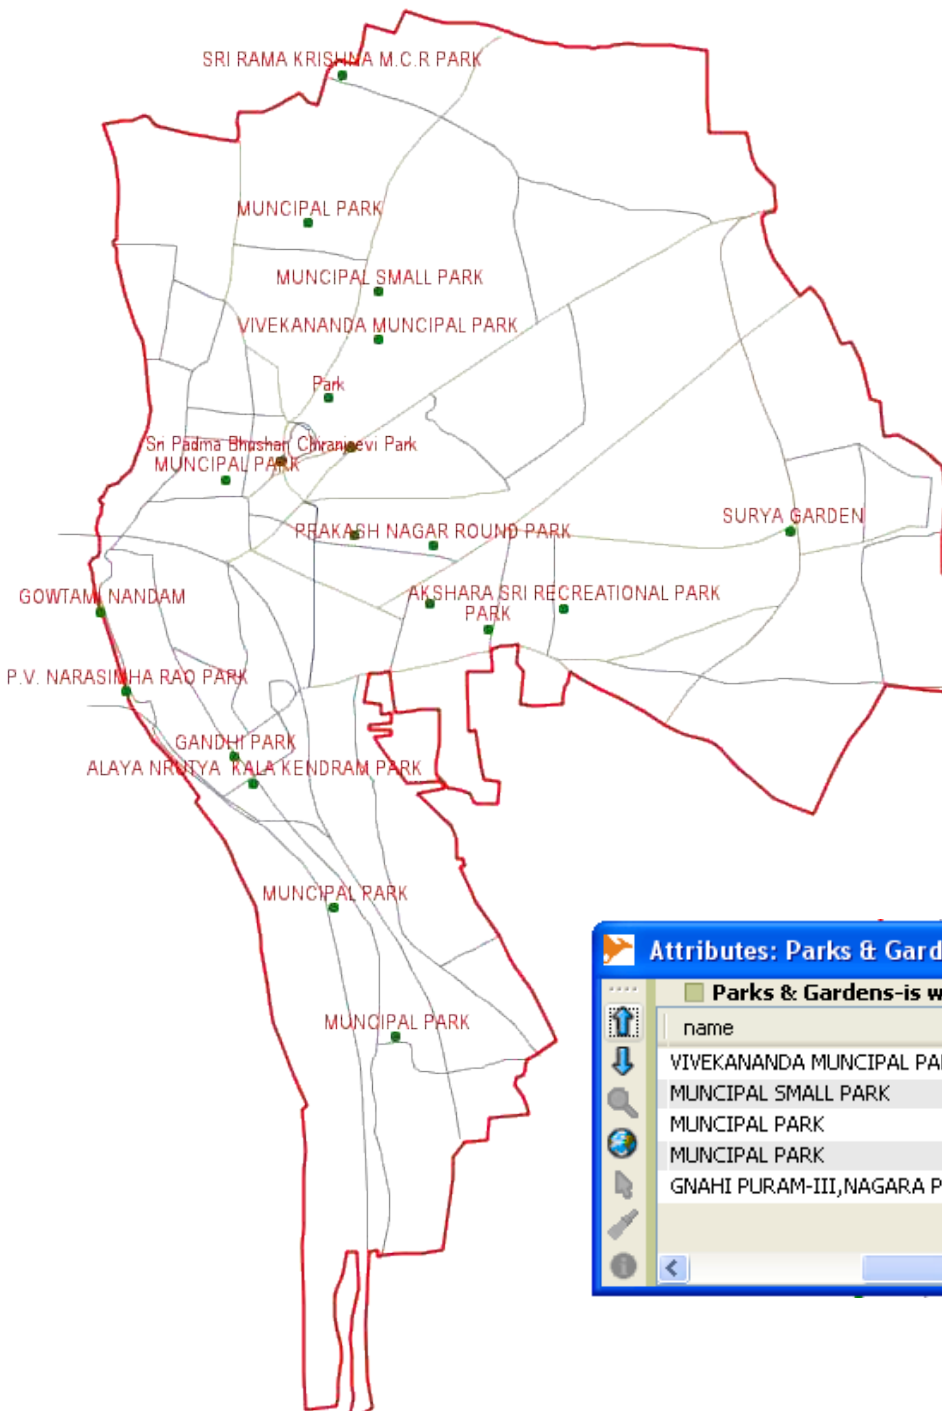 SRI RAMA KRISHNA M.C.R PARK
MUNCIPAL PARK
MUNCIPAL SMALL PARK
VIVEKANANDA MUNCIPAL PARK
Park
Sri Padma Bhushan Chiranjeevi Park
MUNCIPAL PARK
PRAKASH NAGAR ROUND PARK
SURYA GARDEN
GOWTAMI NANDAM
AKSHARA SRI RECREATIONAL PARK
PARK
P.V. NARASIMHA RAO PARK
GANDHI PARK
ALAYA NRUTYA KALA KENDRAM PARK
MUNCIPAL PARK
MUNCIPAL PARK
Attributes: Parks & Gard
Parks & Gardens-is w
name
VIVEKANANDA MUNCIPAL PA
MUNCIPAL SMALL PARK
MUNCIPAL PARK
MUNCIPAL PARK
GNAHI PURAM-III,NAGARA P